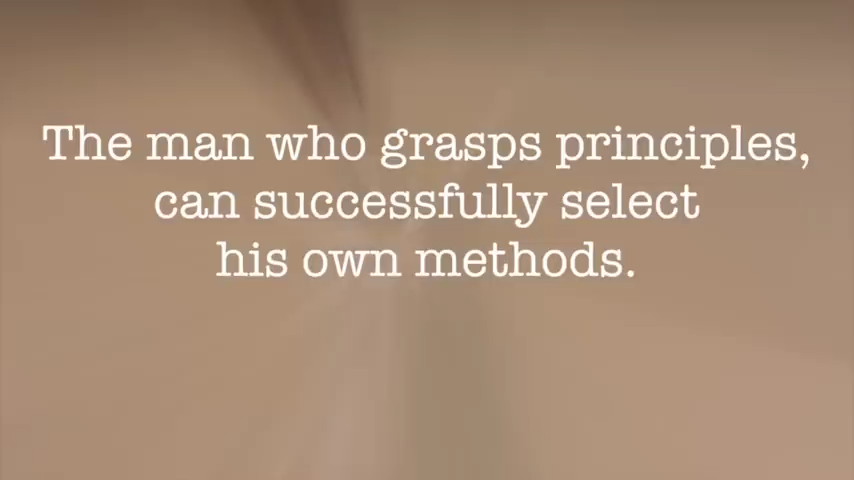 The man who grasps principles,
can successfully select
his own methods.